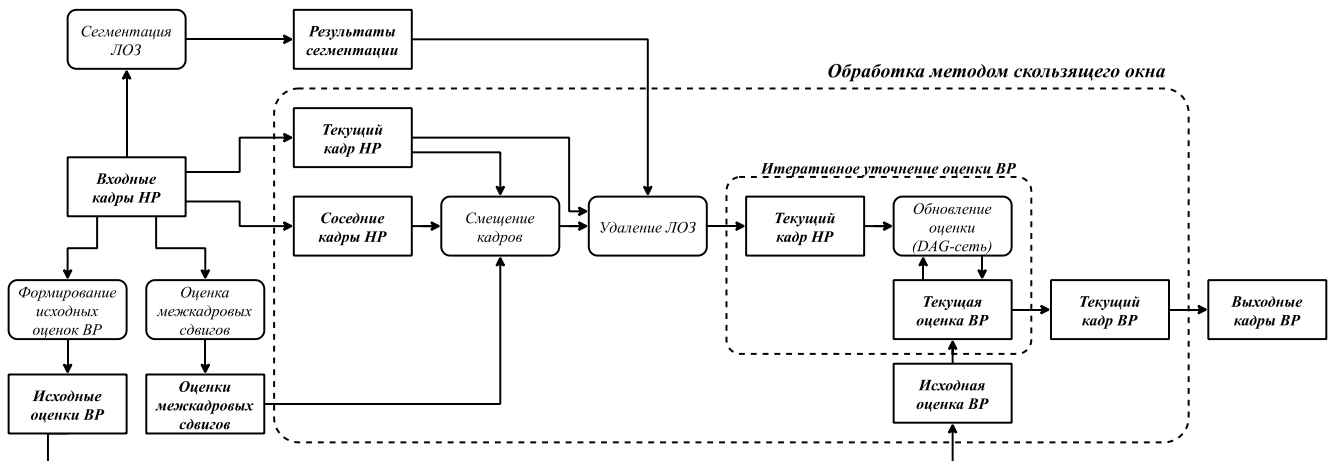 Сегментация
ЛОЗ
Результаты
сегментации
Обработка методом скользящего окна
Текущий
кадр НР
Итеративное уточнение оценки ВР
Входные
кадры НР
Соседние
кадры НР
Смещение
кадров
Удаление ЛОЗ
Текущий
кадр НР
Обновление
оценки
(DAG-сеть)
Формирование
исходных
оценок ВР
Оценка
межкадровых
сдвигов
Текущая
оценка ВР
Текущий
кадр ВР
Выходные
кадры ВР
Исходные
оценки ВР
Оценки
межкадровых
сдвигов
Исходная
оценка ВР